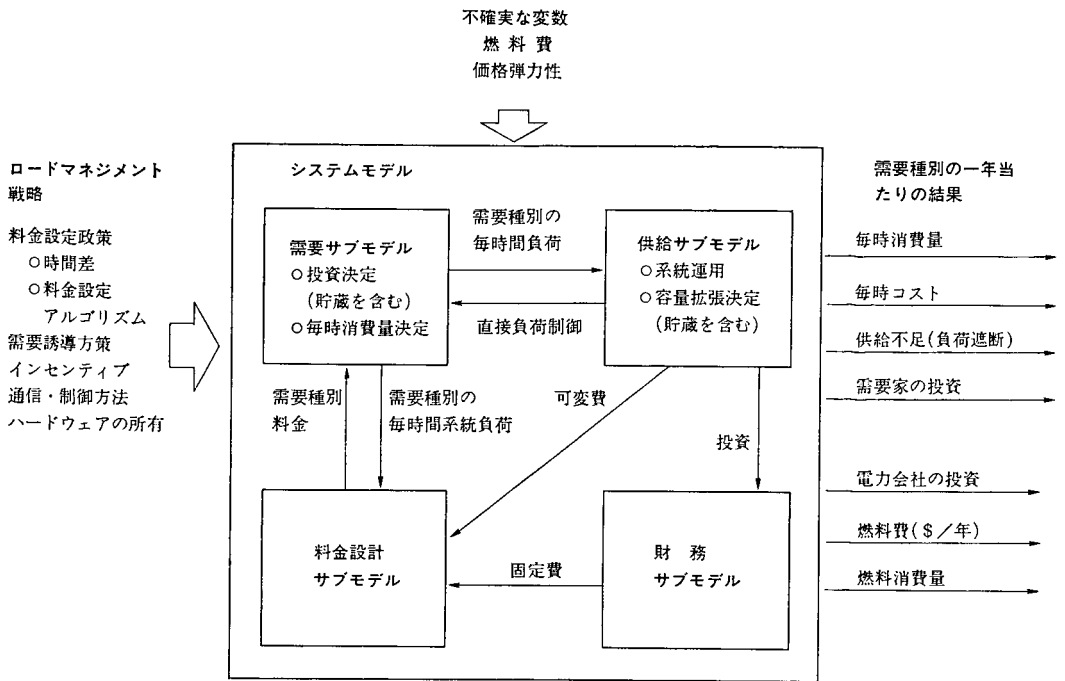 不確実な変数
燃料費
価格弾力性
ロードマネジメント
戦略
料金設定政策
○時間差
○料金設定
アルゴリズム
需要誘導方策
インセンティブ
通信・制御方法
ハードウェアの所有
システムモデル
需要サブモデル
○投資決定
(貯蔵を含む)
○毎時消費量決定
需要種別の
毎時間負荷
直接負荷制御
供給サブモデル
○系統運用
○容量拡張決定
(貯蔵を含む)
需要種別
料金
需要種別の
毎時間系統負荷
可変費
投資
料金設計
サブモデル
固定費
財務
サブモデル
需要種別の一年当
たりの結果
毎時消費量
毎時コスト
供給不足(負荷遮断)
需要家の投資
電力会社の投資
燃料費($/年)
燃料消費量